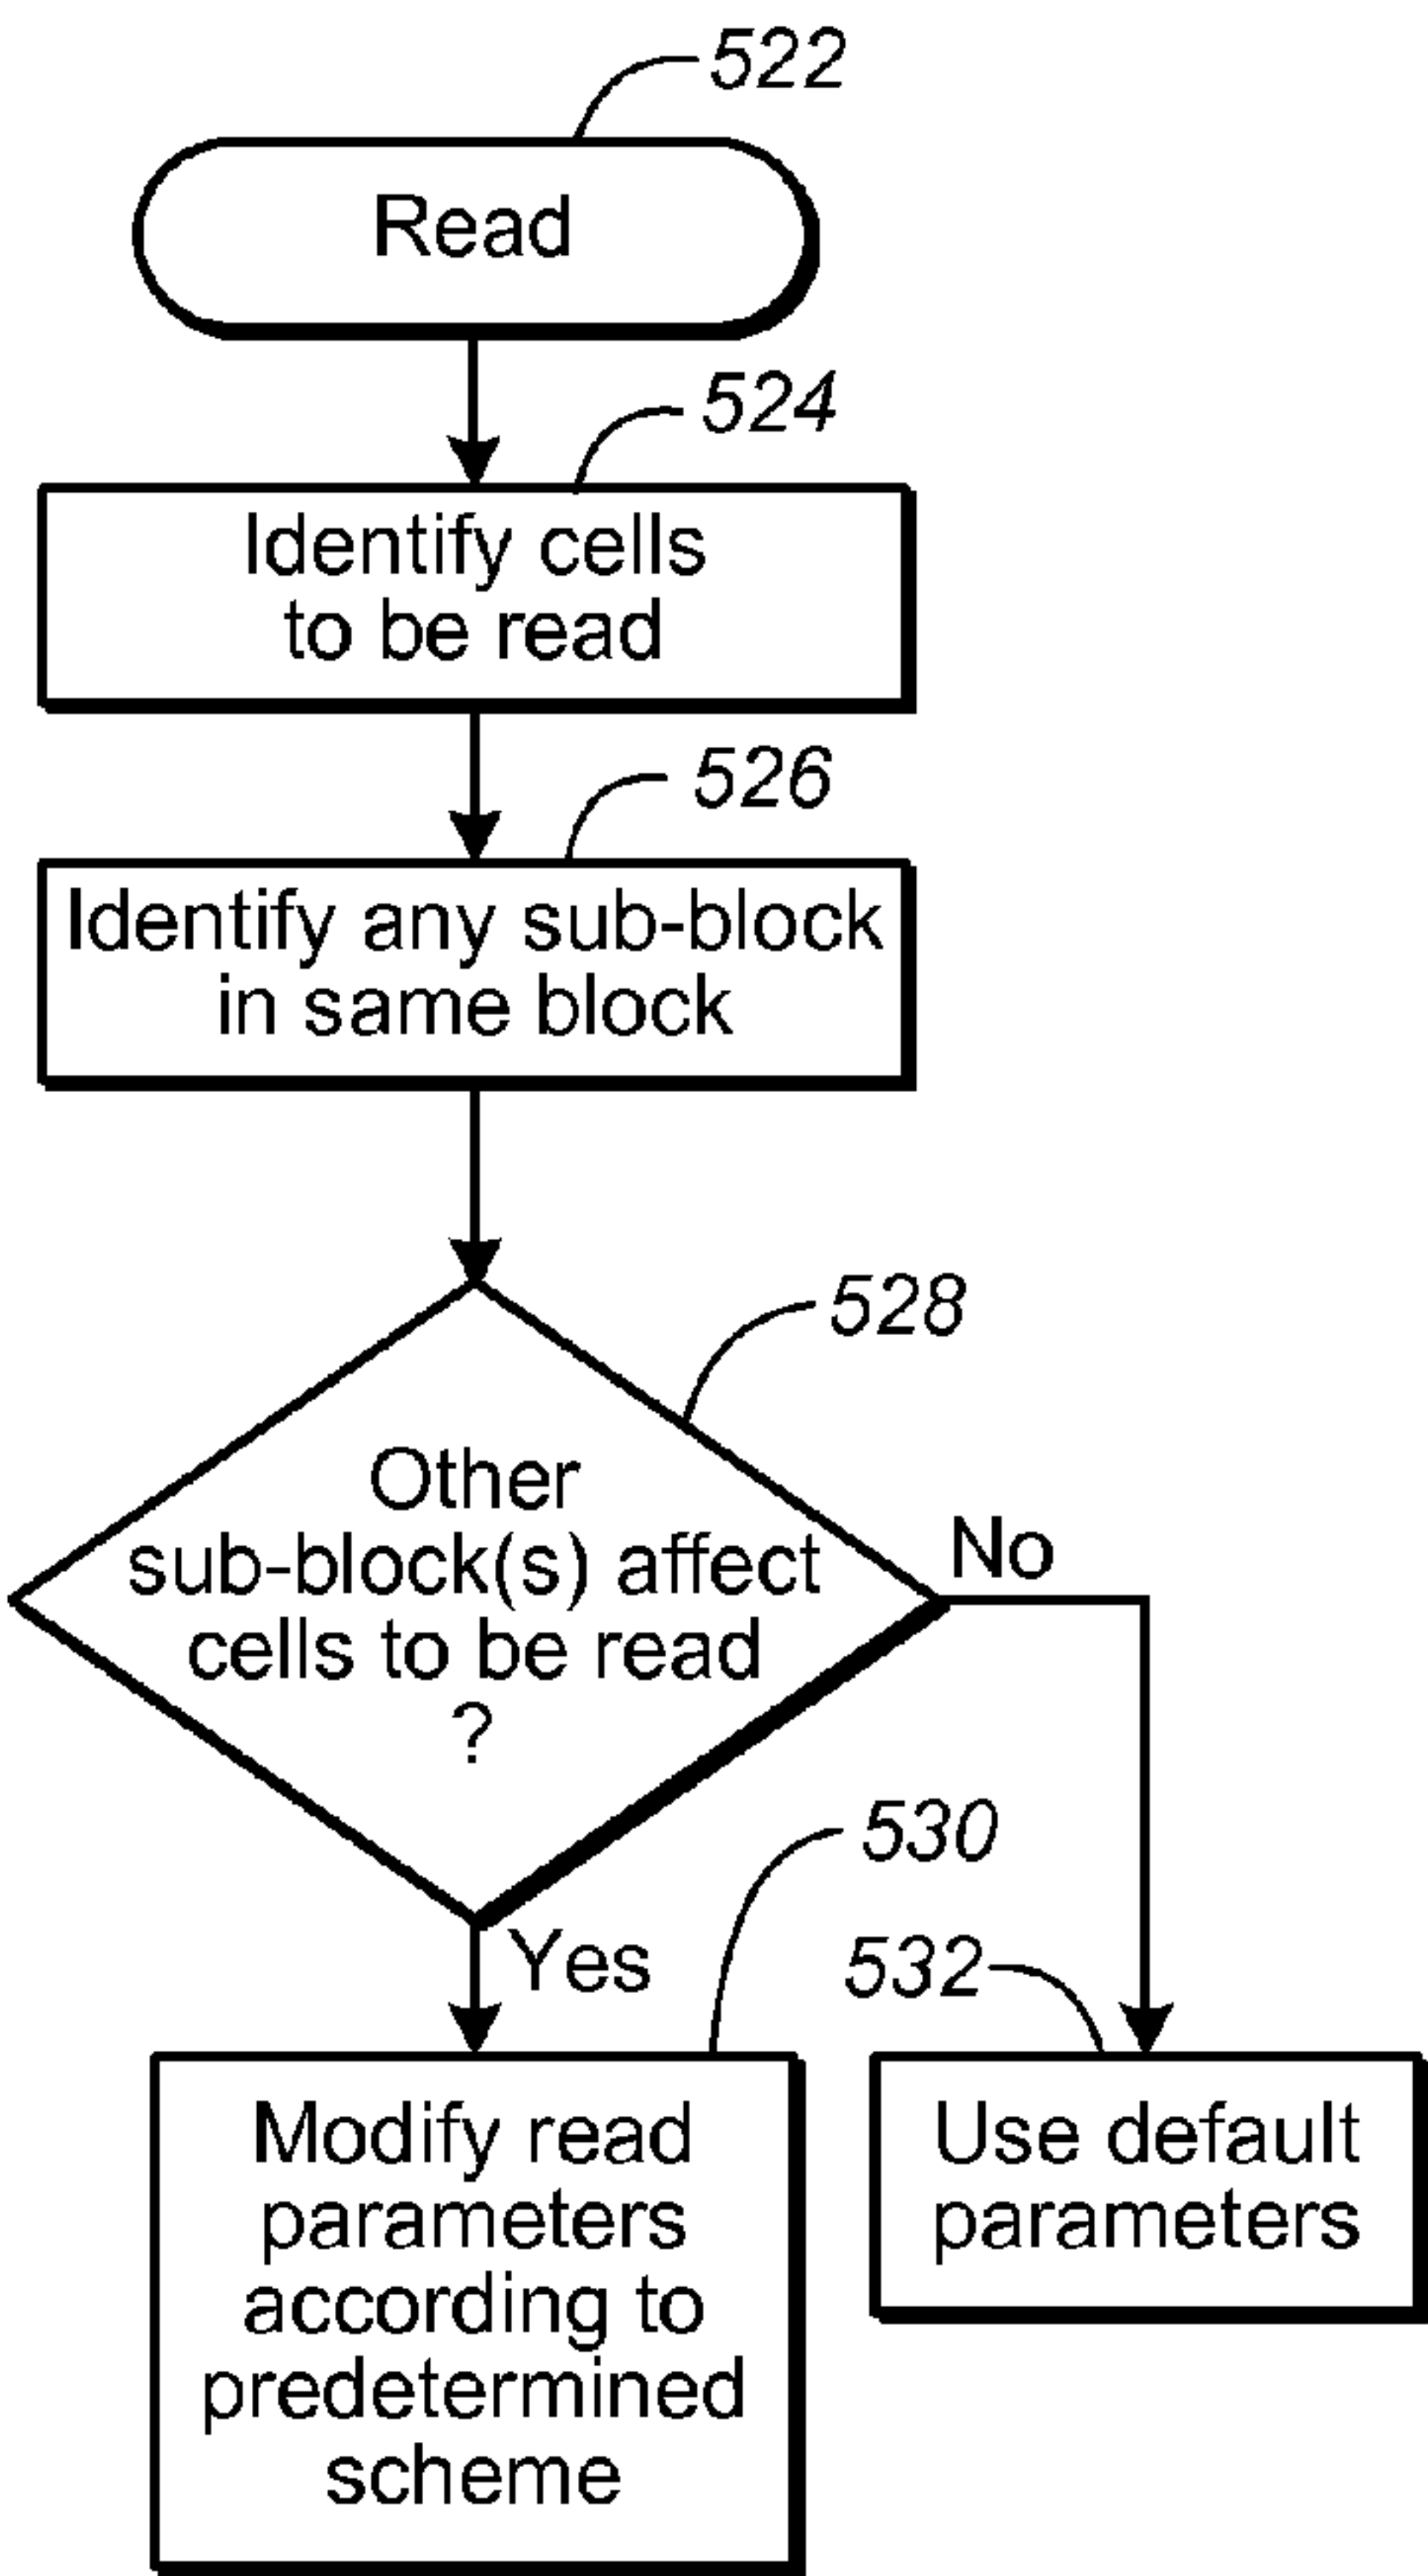 522
Read
524
Identify cells
to be read
526
Identify any sub-block
in same block
528
Other
sub-block(s) affect
cells to be read
?
No
Yes
530
532
Modify read
parameters
according to
predetermined
scheme
Use default
parameters